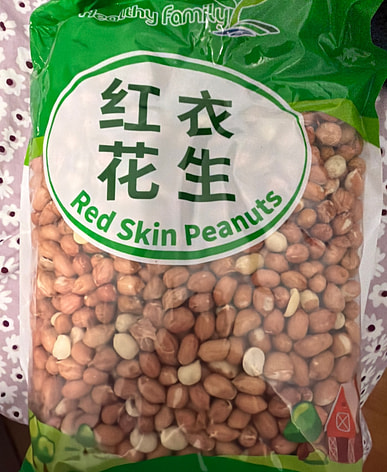 Healthy Family
红衣
花生
Red Skin Peanuts